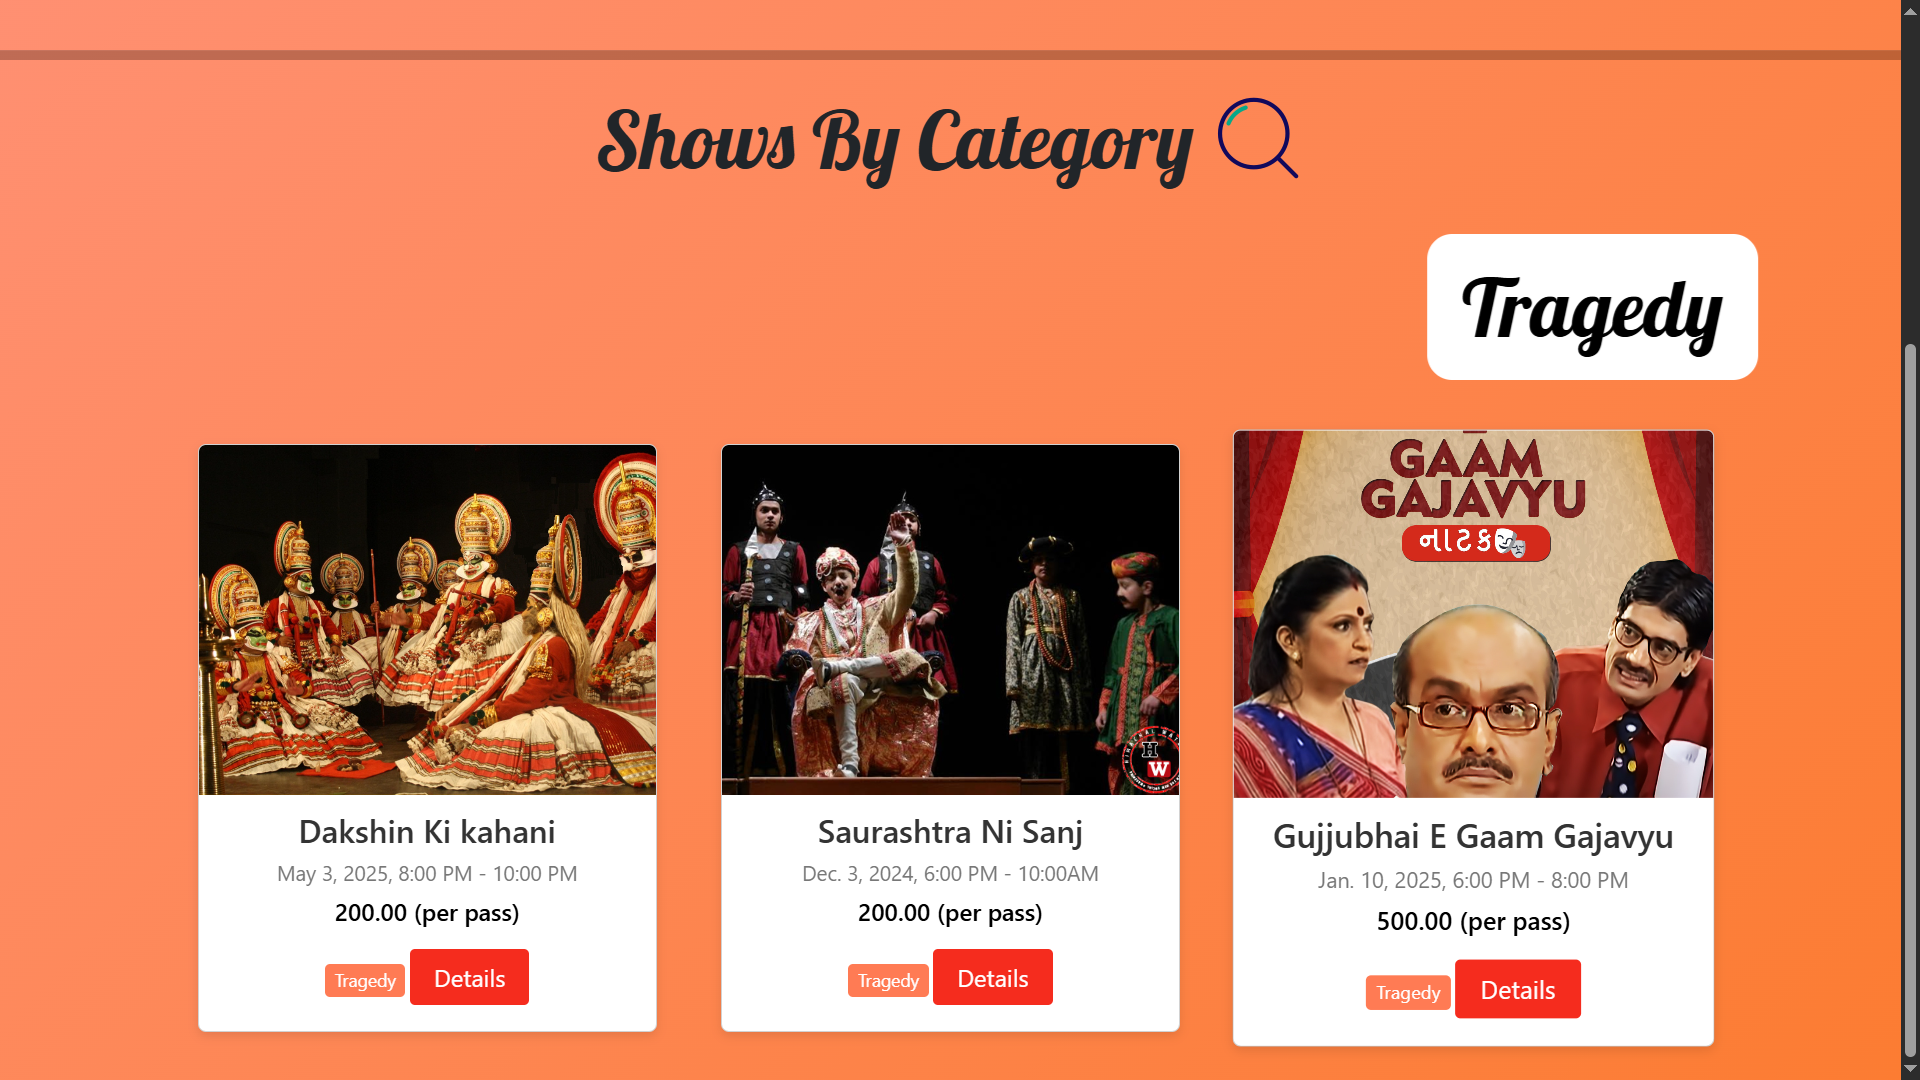 Shows By Category
Tragedy
GAAM
GAJAVYU
નાટક
H
W
Dakshin Ki kahani
May 3, 2025, 8:00 PM - 10:00 PM
200.00 (per pass)
Tragedy
Details
Saurashtra Ni Sanj
Dec. 3, 2024, 6:00 PM - 10:00AM
200.00 (per pass)
Tragedy
Details
Gujjubhai E Gaam Gajavyu
Jan. 10, 2025, 6:00 PM - 8:00 PM
500.00 (per pass)
Tragedy
Details